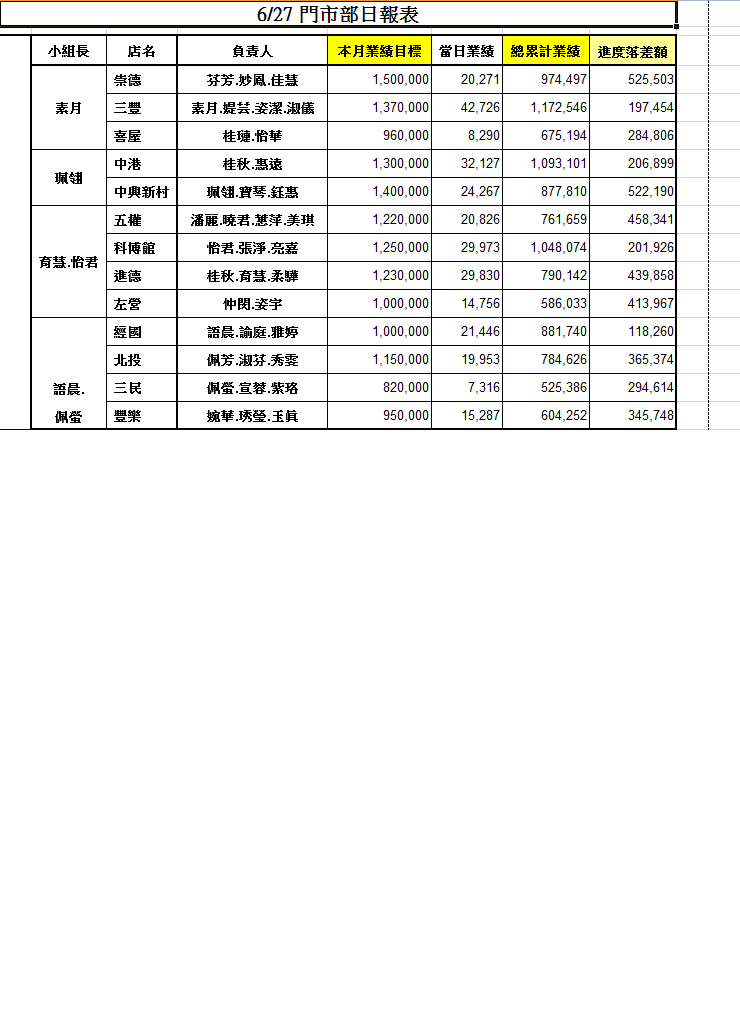 6/27 門市部日報表
小組長 店名 負責人 本月業績目標 當日業績 總累計業績 進度落差額
素月 崇德 芬芳.妙鳳.佳慧 1,500,000 20,271 974,497 525,503
三豐 素月.媞芸.姿潔.淑儀 1,370,000 42,726 1,172,546 197,454
喜屋 桂璉.怡華 960,000 8,290 675,194 284,806
珮翎 中港 桂秋.惠遠 1,300,000 32,127 1,093,101 206,899
中興新村 珮翎.寶琴.鈺惠 1,400,000 24,267 877,810 522,190
育慧.怡君 五權 潘麗.曉君.慧萍.美琪 1,220,000 20,826 761,659 458,341
科博館 怡君.張淨.亮嘉 1,250,000 29,973 1,048,074 201,926
進德 桂秋.育慧.柔驊 1,230,000 29,830 790,142 439,858
左營 仲閔.姿宇 1,000,000 14,756 586,033 413,967
語晨. 經國 語晨.諭庭.雅婷 1,000,000 21,446 881,740 118,260
北投 佩芳.淑芬.秀雯 1,150,000 19,953 784,626 365,374
三民 佩螢.宣蓉.紫珞 820,000 7,316 525,386 294,614
佩螢 豐樂 婉華.琇瑩.玉眞 950,000 15,287 604,252 345,748